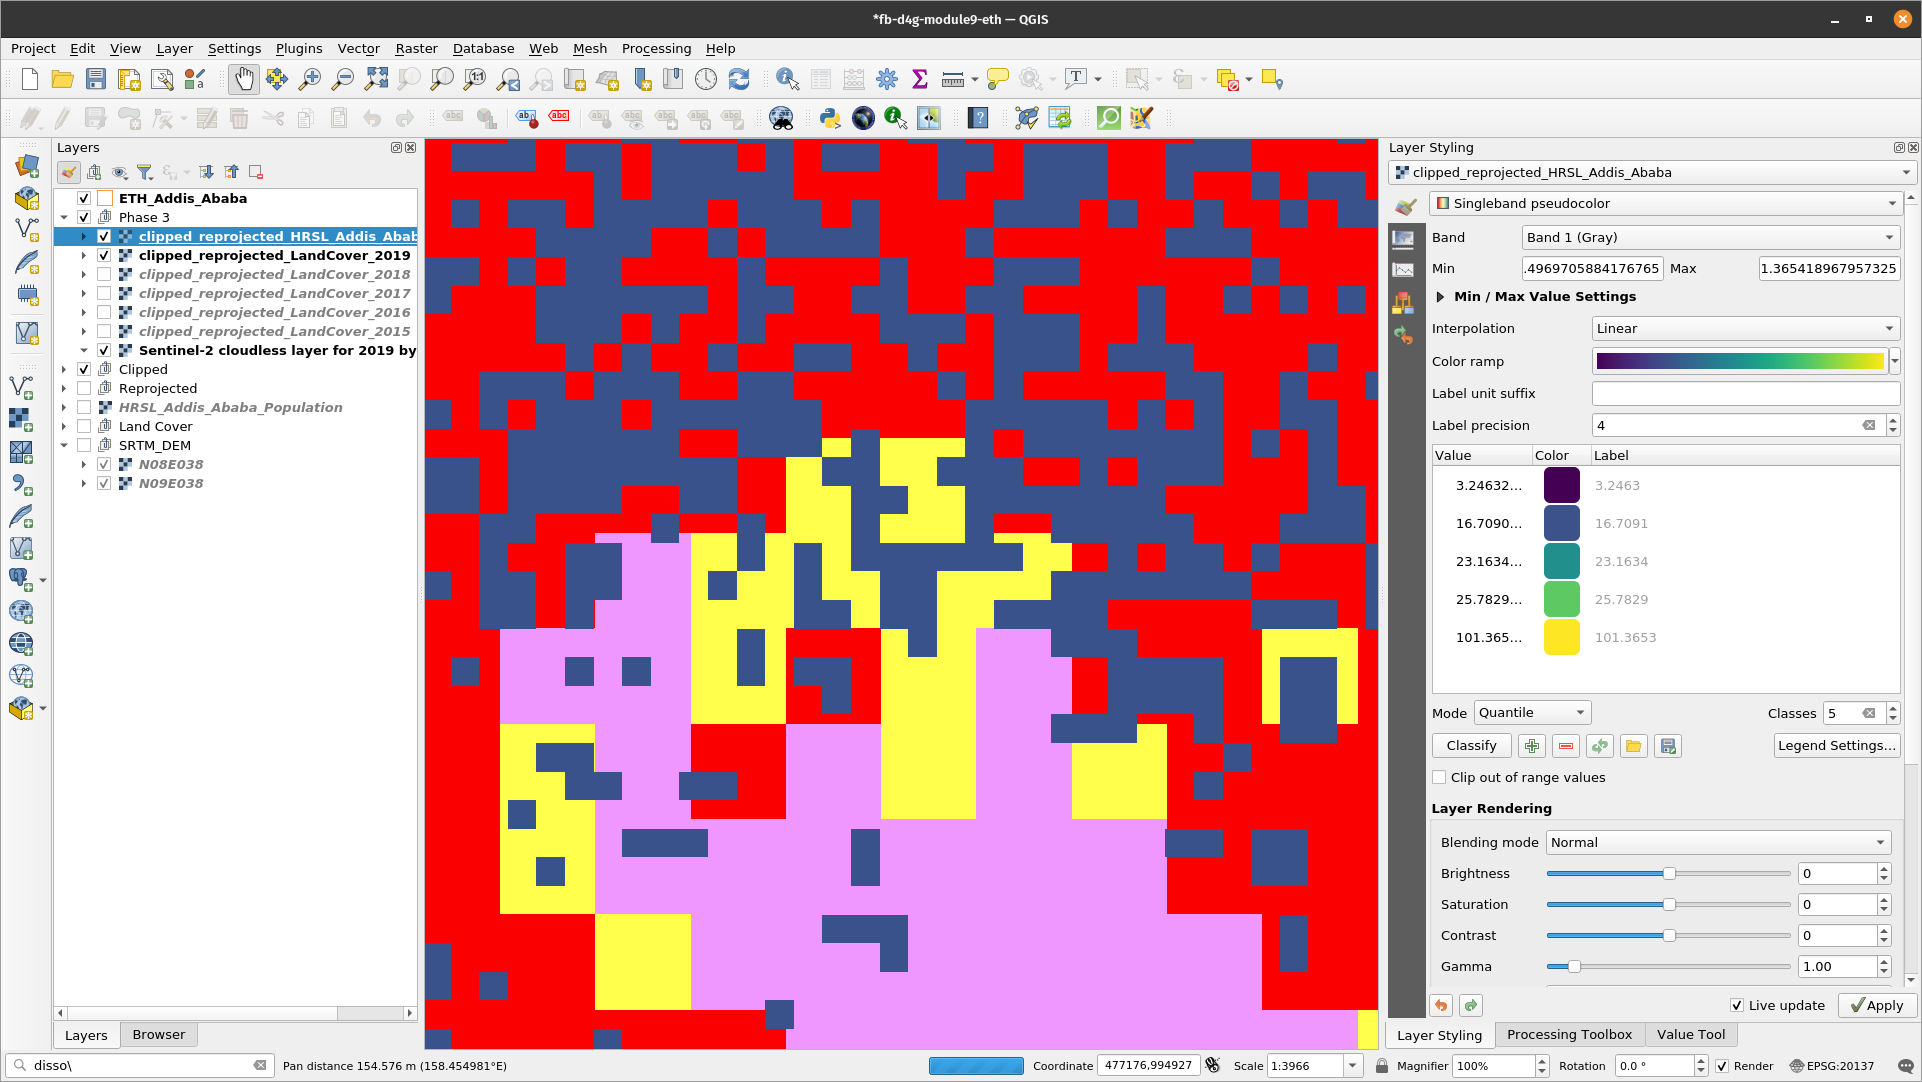 *fb-d4g-module9-eth — QGIS
Project Edit View Layer Settings Plugins Vector Raster Database Web Mesh Processing Help
Layers
ETH_Addis_Ababa
Phase 3
clipped_reprojected_HRSL_Addis_Abab
clipped_reprojected_LandCover_2019
clipped_reprojected_LandCover_2018
clipped_reprojected_LandCover_2017
clipped_reprojected_LandCover_2016
clipped_reprojected_LandCover_2015
Sentinel-2 cloudless layer for 2019 by
Clipped
Reprojected
HRSL_Addis_Ababa_Population
Land Cover
SRTM_DEM
N08E038
N09E038
Layers Browser
Layer Styling
clipped_reprojected_HRSL_Addis_Ababa
Singleband pseudocolor
Band Band 1 (Gray)
Min .4969705884176765 Max 1.365418967957325
Min / Max Value Settings
Interpolation Linear
Color ramp
Label unit suffix
Label precision 4
Value Color Label
3.24632... 3.2463
16.7090... 16.7091
23.1634... 23.1634
25.7829... 25.7829
101.365... 101.3653
Mode Quantile Classes 5
Classify Legend Settings...
Clip out of range values
Layer Rendering
Blending mode Normal
Brightness 0
Saturation 0
Contrast 0
Gamma 1.00
Live update Apply
Layer Styling Processing Toolbox Value Tool
disso\ Pan distance 154.576 m (158.454981°E) Coordinate 477176,994927 Scale 1:3966 Magnifier 100% Rotation 0.0 ° Render EPSG:20137